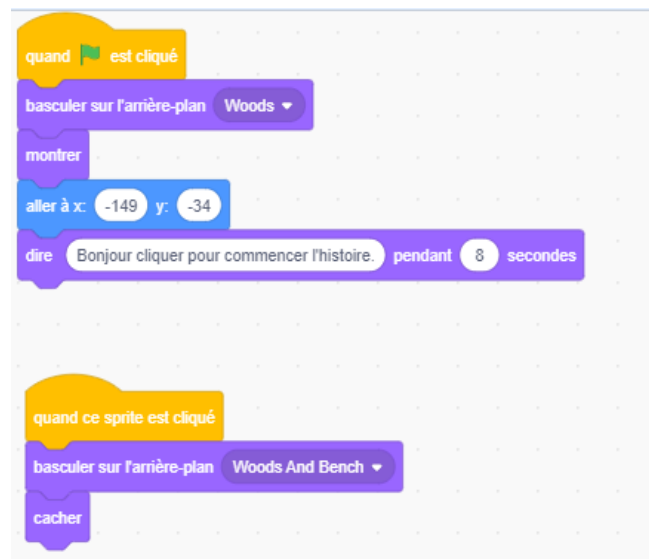 quand est cliqué
basculer sur l'arrière-plan Woods
montrer
aller à x: -149 y: -34
dire Bonjour cliquer pour commencer l'histoire. pendant 8 secondes
quand ce sprite est cliqué
basculer sur l'arrière-plan Woods And Bench
cacher